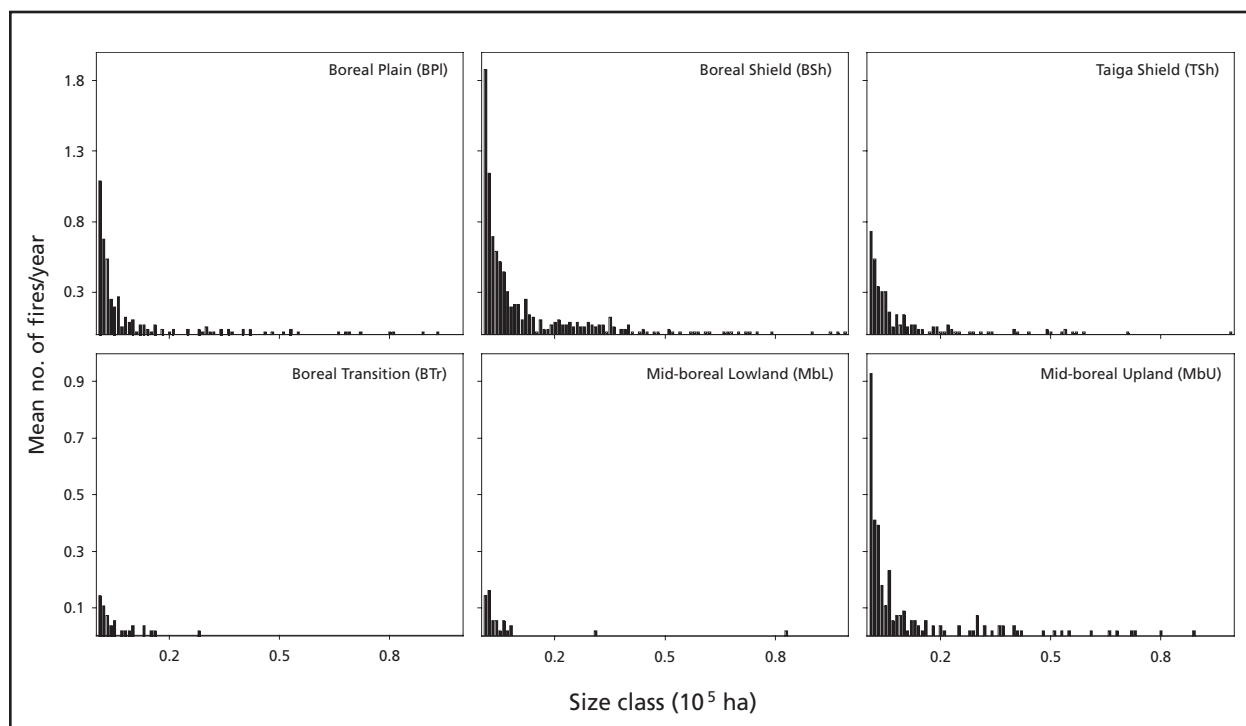 Boreal Plain (BPl)
Boreal Shield (BSh)
Taiga Shield (TSh)
1.8
1.3
0.8
0.3
Boreal Transition (BTr)
Mid-boreal Lowland (MbL)
Mid-boreal Upland (MbU)
0.9
0.7
0.5
0.3
0.1
Mean no. of fires/year
0.2 0.5 0.8 0.2 0.5 0.8 0.2 0.5 0.8
Size class (10⁵ ha)